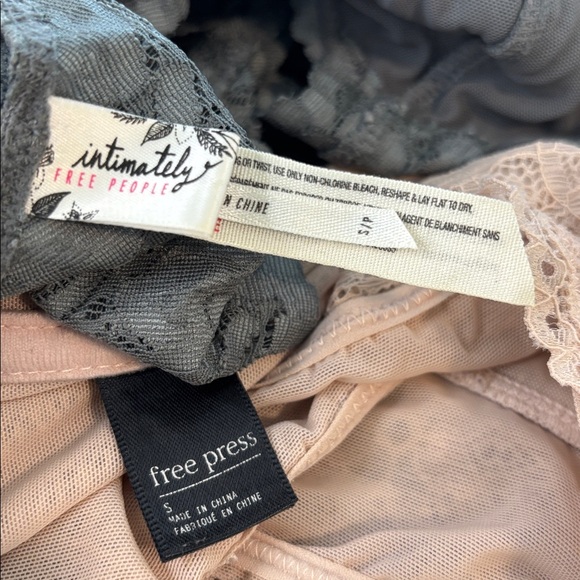 intimately
FREE PEOPLE
OR TWIST, USE ONLY NON-CHLORINE BLEACH, RESHAPE & LAY FLAT TO DRY.
AGENT DE BLANCHIMENT SANS
N CHINE
S/P
free press
S
MADE IN CHINA
FABRIQUÉ EN CHINE